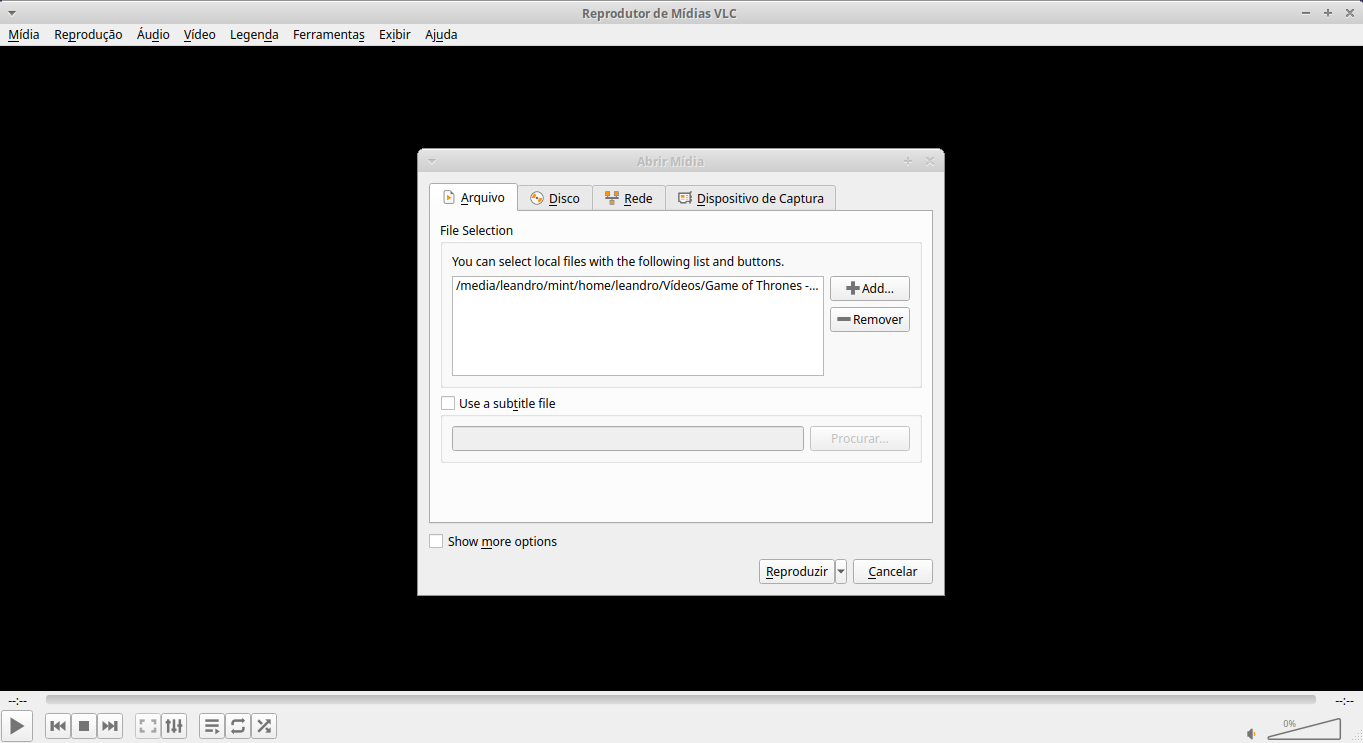 Reprodutor de Mídias VLC
Mídia Reprodução Áudio Vídeo Legenda Ferramentas Exibir Ajuda
Abrir Mídia
Arquivo Disco Rede Dispositivo de Captura
File Selection
You can select local files with the following list and buttons.
/media/leandro/mint/home/leandro/Vídeos/Game of Thrones -...
Add...
Remover
Use a subtitle file
Procurar...
Show more options
Reproduzir Cancelar
--:-- --:--
0%